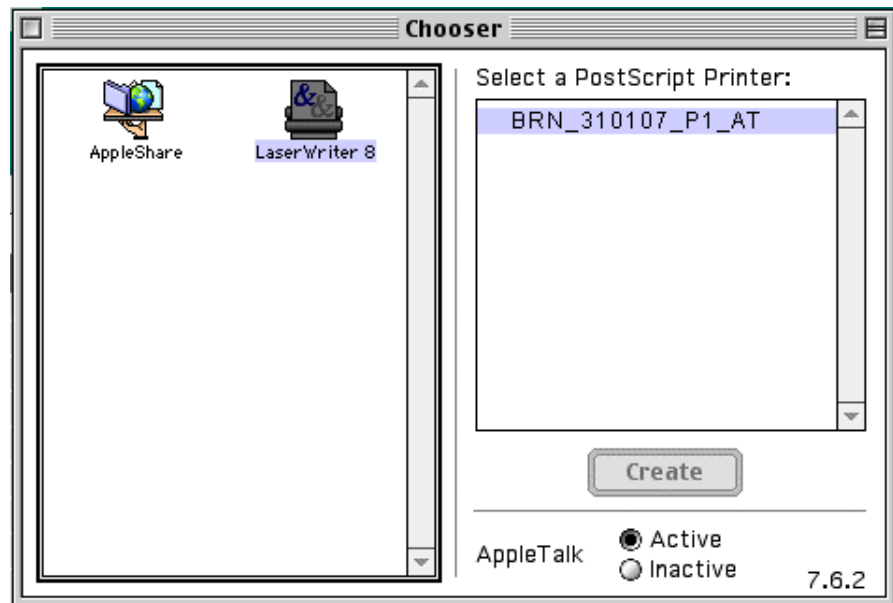 Chooser
AppleShare
LaserWriter 8
&&
Select a PostScript Printer:
BRN_310107_P1_AT
Create
AppleTalk
Active
Inactive
7.6.2